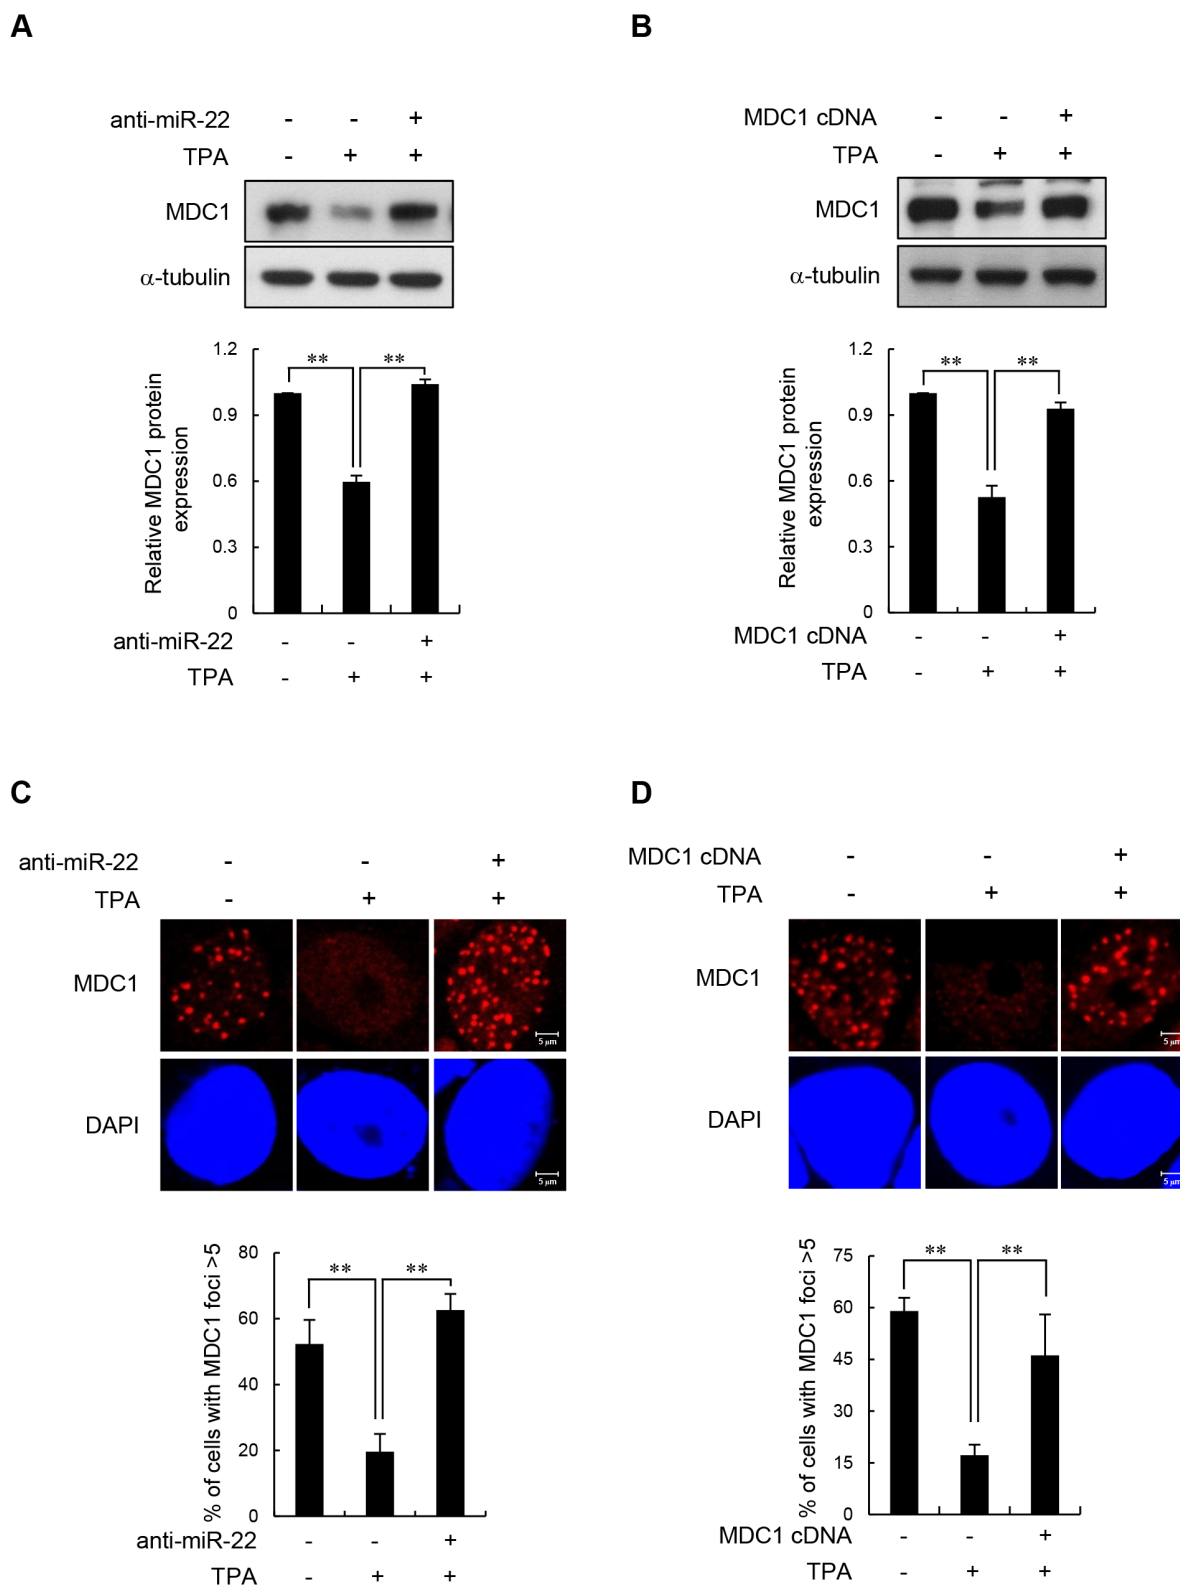 A
anti-miR-22 - - +
TPA - + +
MDC1
α-tubulin
1.2
0.9
0.6
0.3
0
Relative MDC1 protein
expression
** **
anti-miR-22 - - +
TPA - + +
B
MDC1 cDNA - - +
TPA - + +
MDC1
α-tubulin
1.2
0.9
0.6
0.3
0
Relative MDC1 protein
expression
** **
MDC1 cDNA - - +
TPA - + +
C
anti-miR-22 - - +
TPA - + +
MDC1
5 μm
DAPI
5 μm
80
60
40
20
0
% of cells with MDC1 foci >5
** **
anti-miR-22 - - +
TPA - + +
D
MDC1 cDNA - - +
TPA - + +
MDC1
5 μm
DAPI
5 μm
75
60
45
30
15
0
% of cells with MDC1 foci >5
** **
MDC1 cDNA - - +
TPA - + +